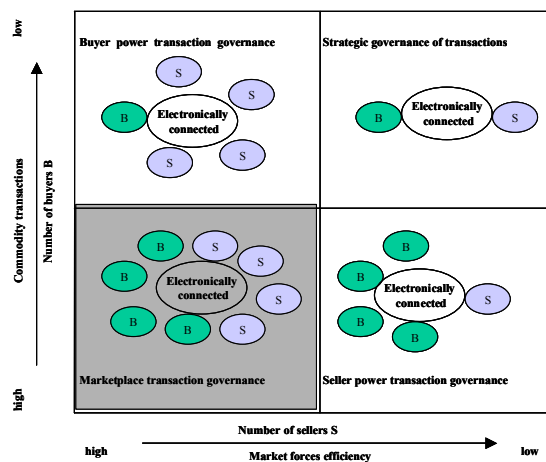 low
Buyer power transaction governance
Strategic governance of transactions
S
S
B
Electronically
connected
S
S
B
Electronically
connected
S
Commodity transactions
Number of buyers B
B
S
S
B
Electronically
connected
S
B
B
S
Marketplace transaction governance
B
B
Electronically
connected
S
B
B
Seller power transaction governance
high
Number of sellers S
high
low
Market forces efficiency